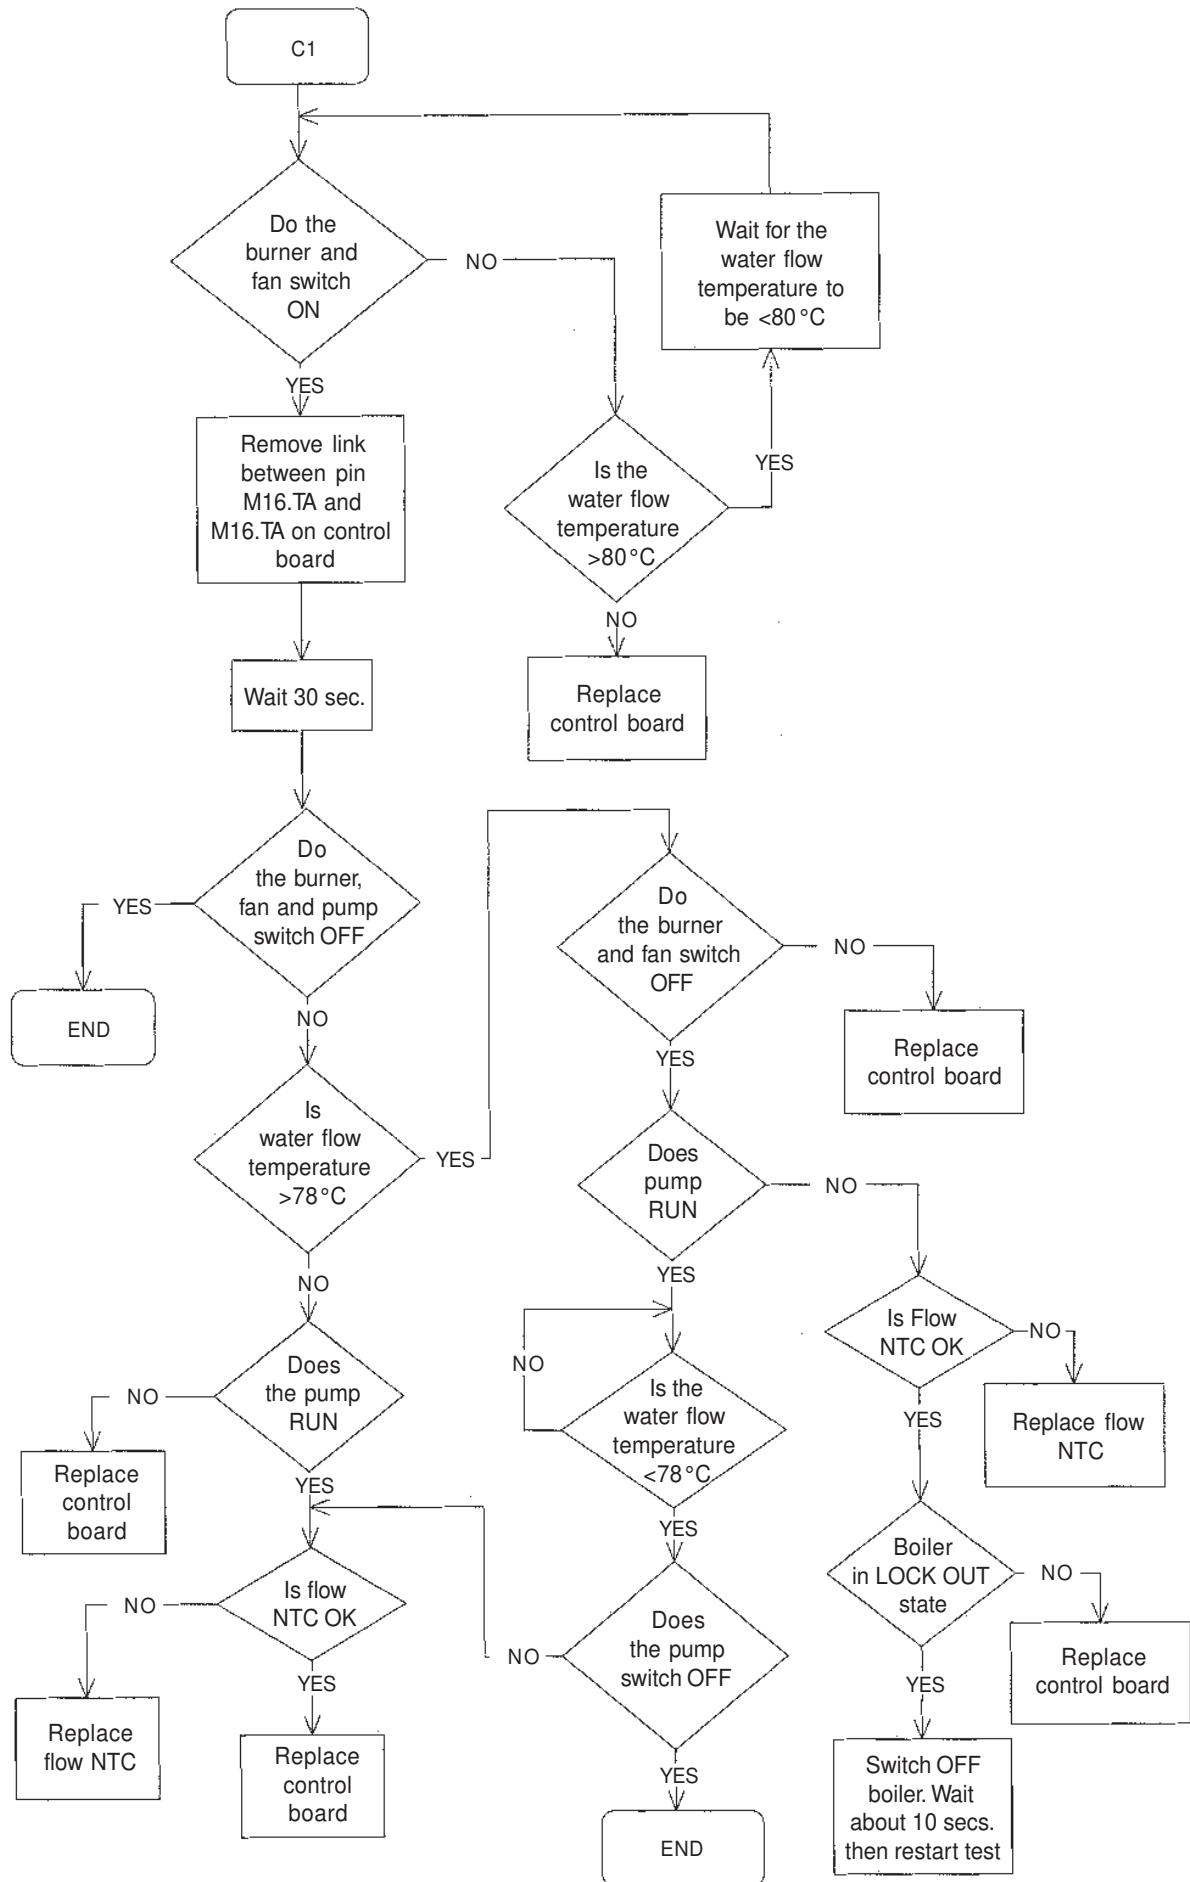 C1
Do the
burner and
fan switch
ON
NO
Wait for the
water flow
temperature to
be <80°C
YES
Remove link
between pin
M16.TA and
M16.TA on control
board
Is the
water flow
temperature
>80°C
YES
NO
Replace
control board
Wait 30 sec.
Do
the burner,
fan and pump
switch OFF
YES
END
NO
Is
water flow
temperature
>78°C
YES
Do
the burner
and fan switch
OFF
NO
Replace
control board
YES
Does
pump
RUN
NO
Is Flow
NTC OK
NO
Replace flow
NTC
YES
Boiler
in LOCK OUT
state
NO
Replace
control board
YES
Switch OFF
boiler. Wait
about 10 secs.
then restart test
YES
NO
Is the
water flow
temperature
<78°C
YES
Does
the pump
switch OFF
NO
YES
END
NO
Does
the pump
RUN
NO
Replace
control
board
YES
Is flow
NTC OK
NO
Replace
flow NTC
YES
Replace
control
board